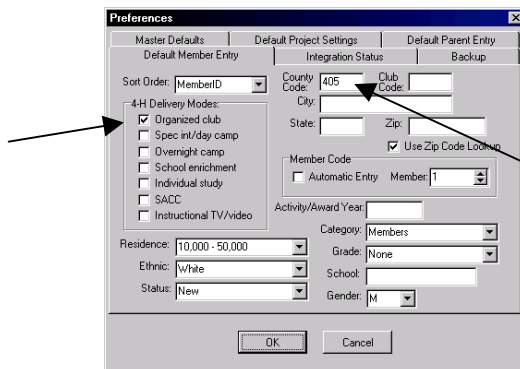 Preferences
Master Defaults Default Project Settings Default Parent Entry
Default Member Entry Integration Status Backup
Sort Order: MemberID
4-H Delivery Modes:
Organized club
Spec int/day camp
Overnight camp
School enrichment
Individual study
SACC
Instructional TV/video
Residence: 10,000 - 50,000
Ethnic: White
Status: New
County Code: 405 Club Code:
City:
State: Zip:
Use Zip Code Lookup
Member Code
Automatic Entry Member: 1
Activity/Award Year:
Category: Members
Grade: None
School:
Gender: M
OK Cancel